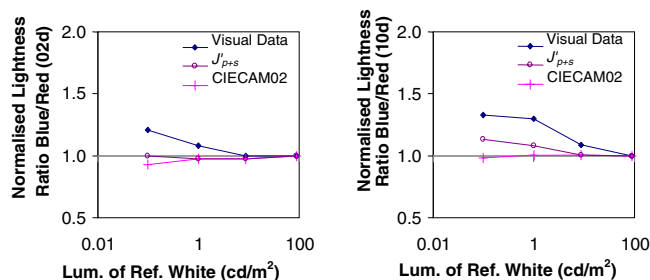 Normalised Lightness
Ratio Blue/Red (02d)
2.0
1.5
1.0
0.5
0.01
1
100
Visual Data
J'p+s
CIECAM02
Lum. of Ref. White (cd/m²)
Normalised Lightness
Ratio Blue/Red (10d)
2.0
1.5
1.0
0.5
0.01
1
100
Visual Data
J'p+s
CIECAM02
Lum. of Ref. White (cd/m²)